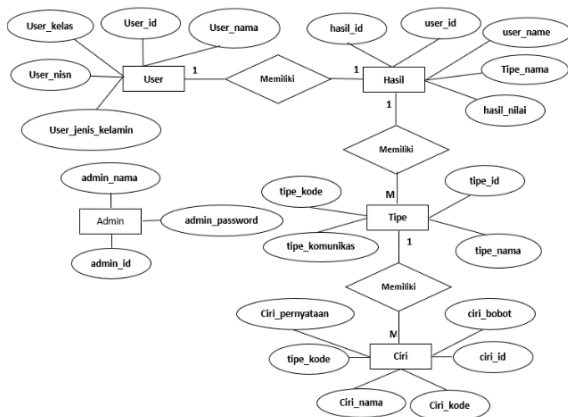 User_kelas
User_id
User_nama
User_nisn
User
User_jenis_kelamin
1
Memiliki
1
hasil_id
user_id
user_name
Hasil
Tipe_nama
hasil_nilai
1
Memiliki
M
admin_nama
Admin
admin_password
admin_id
tipe_kode
tipe_id
Tipe
tipe_komunikas
tipe_nama
1
Memiliki
M
Ciri_pernyataan
ciri_bobot
tipe_kode
Ciri
ciri_id
Ciri_nama
Ciri_kode